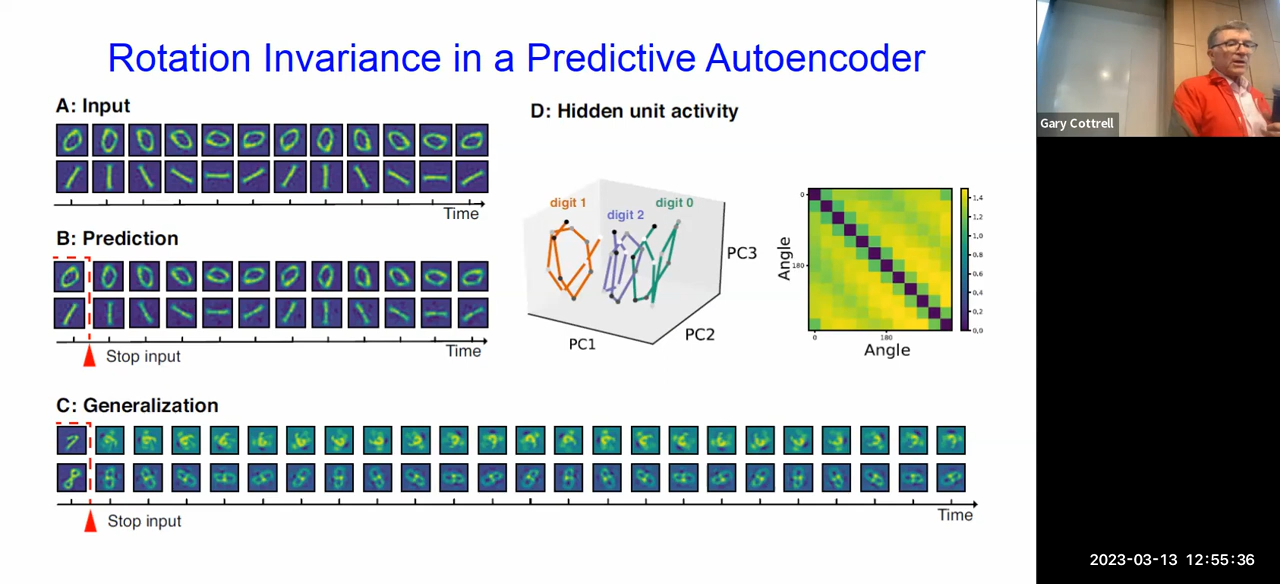 Rotation Invariance in a Predictive Autoencoder
A: Input
Time
B: Prediction
Stop input
Time
C: Generalization
Stop input
Time
D: Hidden unit activity
digit 1
digit 2
digit 0
PC1
PC2
PC3
Angle
0
180
0
180
Angle
1,4
1,2
1,0
0,8
0,6
0,4
0,2
0,0
Gary Cottrell
2023-03-13 12:55:36